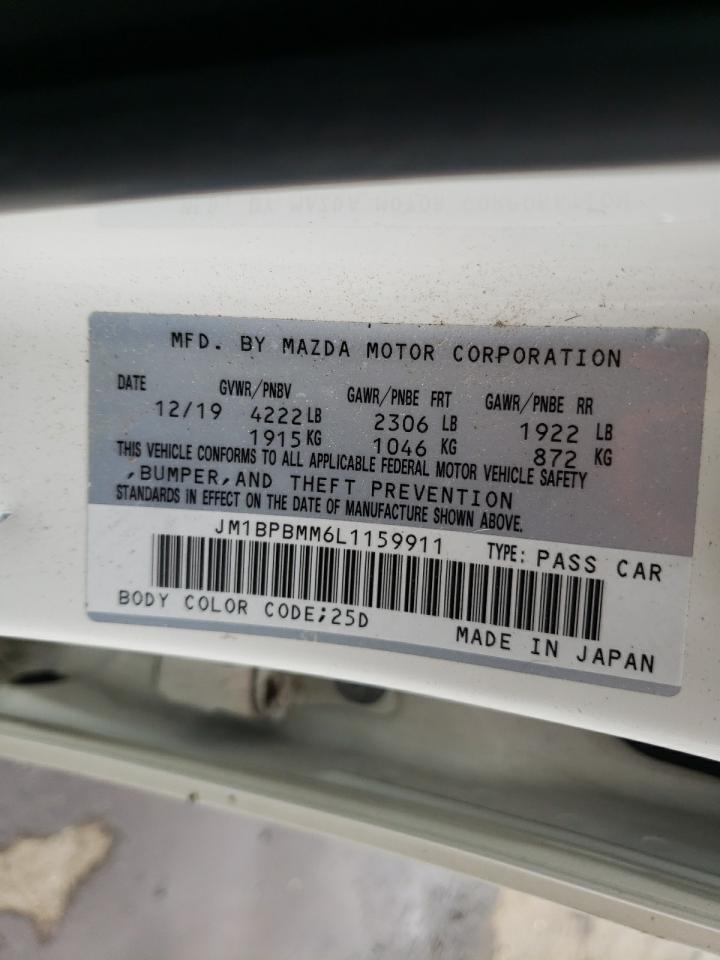 MFD. BY MAZDA MOTOR CORPORATION
DATE GVWR/PNBV GAWR/PNBE FRT GAWR/PNBE RR
12/19 4222 LB 2306 LB 1922 LB
1915 KG 1046 KG 872 KG
THIS VEHICLE CONFORMS TO ALL APPLICABLE FEDERAL MOTOR VEHICLE SAFETY
,BUMPER,AND THEFT PREVENTION
STANDARDS IN EFFECT ON THE DATE OF MANUFACTURE SHOWN ABOVE.
JM1BPBMM6L1159911 TYPE: PASS CAR
BODY COLOR CODE;25D
MADE IN JAPAN